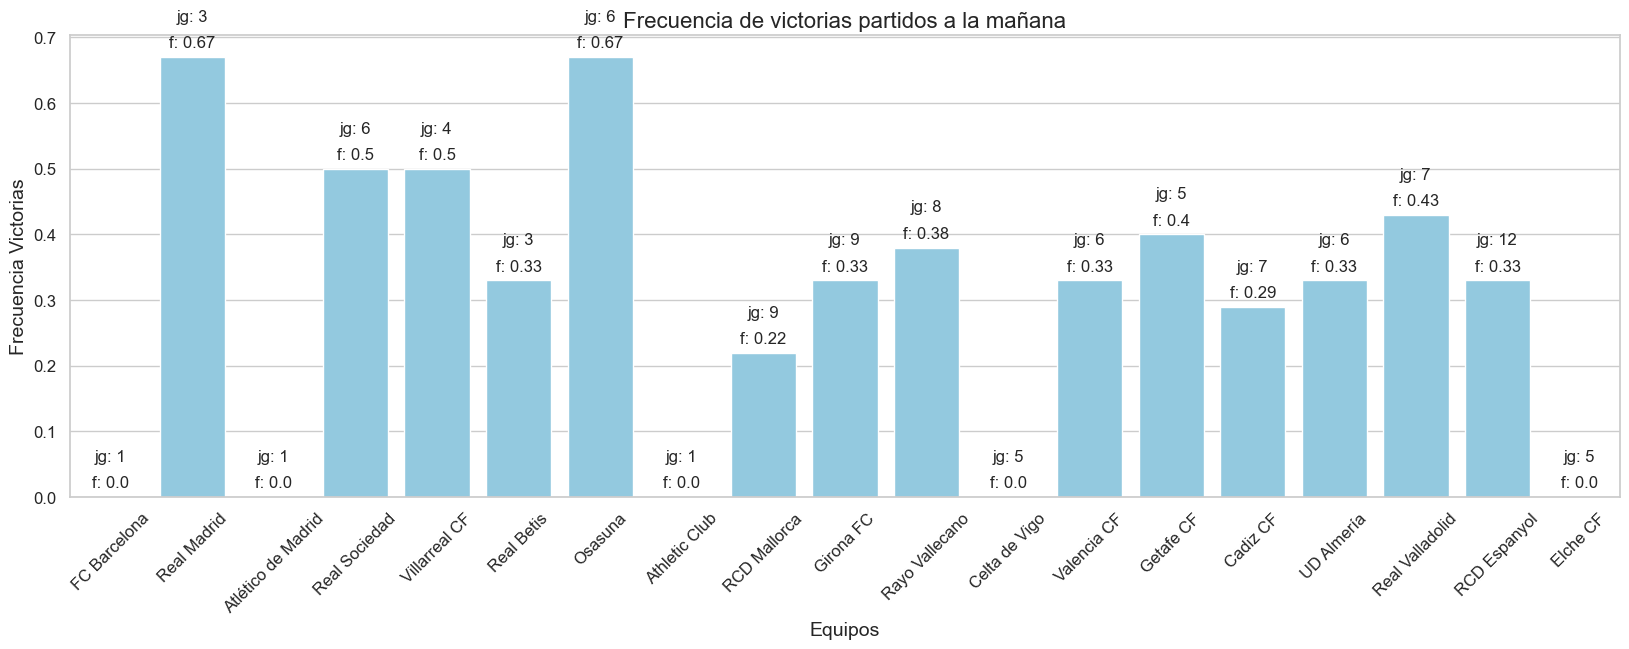 Frecuencia de victorias partidos a la mañana
Frecuencia Victorias
0.7
0.6
0.5
0.4
0.3
0.2
0.1
0.0
jg: 1
f: 0.0
jg: 3
f: 0.67
jg: 1
f: 0.0
jg: 6
f: 0.5
jg: 4
f: 0.5
jg: 3
f: 0.33
jg: 6
f: 0.67
jg: 1
f: 0.0
jg: 9
f: 0.22
jg: 9
f: 0.33
jg: 8
f: 0.38
jg: 5
f: 0.0
jg: 6
f: 0.33
jg: 5
f: 0.4
jg: 7
f: 0.29
jg: 6
f: 0.33
jg: 7
f: 0.43
jg: 12
f: 0.33
jg: 5
f: 0.0
FC Barcelona
Real Madrid
Atlético de Madrid
Real Sociedad
Villarreal CF
Real Betis
Osasuna
Athletic Club
RCD Mallorca
Girona FC
Rayo Vallecano
Celta de Vigo
Valencia CF
Getafe CF
Cadiz CF
UD Almería
Real Valladolid
RCD Espanyol
Elche CF
Equipos